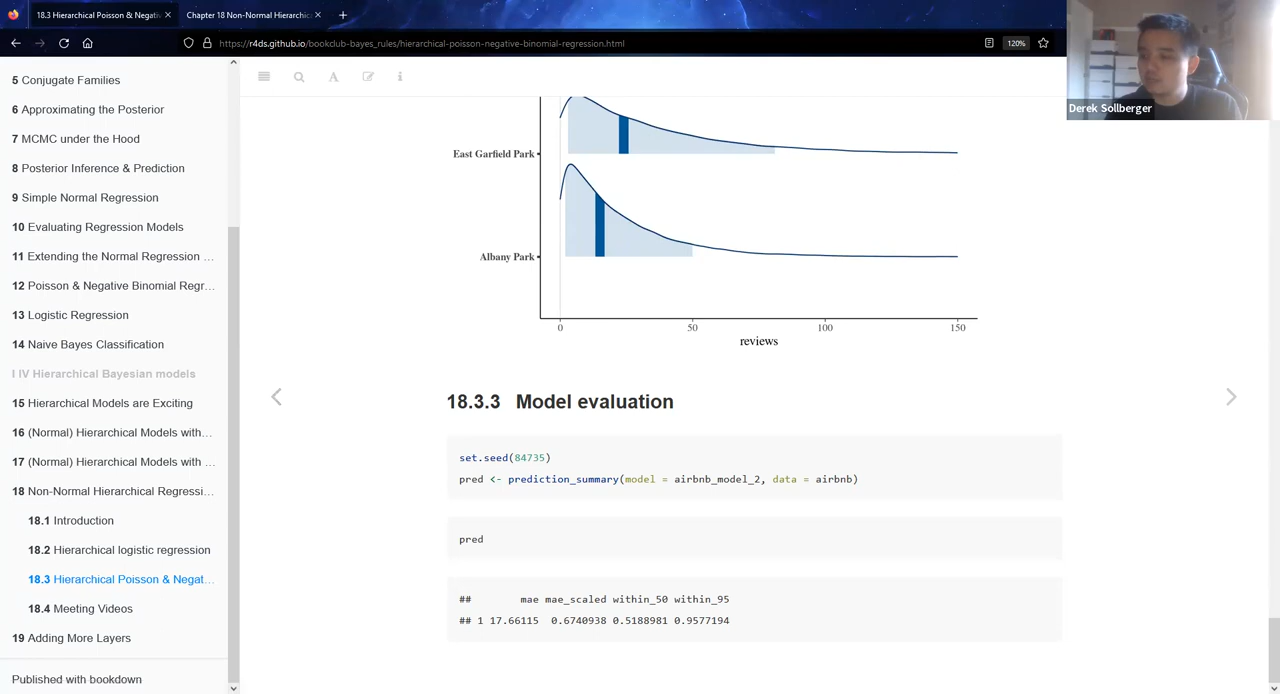 18.3 Hierarchical Poisson & Negati
Chapter 18 Non-Normal Hierarchic
https://r4ds.github.io/bookclub-bayes_rules/hierarchical-poisson-negative-binomial-regression.html
120%
Derek Sollberger
5 Conjugate Families
6 Approximating the Posterior
7 MCMC under the Hood
8 Posterior Inference & Prediction
9 Simple Normal Regression
10 Evaluating Regression Models
11 Extending the Normal Regression ...
12 Poisson & Negative Binomial Regr...
13 Logistic Regression
14 Naive Bayes Classification
I IV Hierarchical Bayesian models
15 Hierarchical Models are Exciting
16 (Normal) Hierarchical Models with...
17 (Normal) Hierarchical Models with ...
18 Non-Normal Hierarchical Regressi...
18.1 Introduction
18.2 Hierarchical logistic regression
18.3 Hierarchical Poisson & Negat...
18.4 Meeting Videos
19 Adding More Layers
Published with bookdown
East Garfield Park
Albany Park
0 50 100 150
reviews
18.3.3 Model evaluation
set.seed(84735)
pred <- prediction_summary(model = airbnb_model_2, data = airbnb)
pred
## mae mae_scaled within_50 within_95
## 1 17.66115 0.6740938 0.5188981 0.9577194